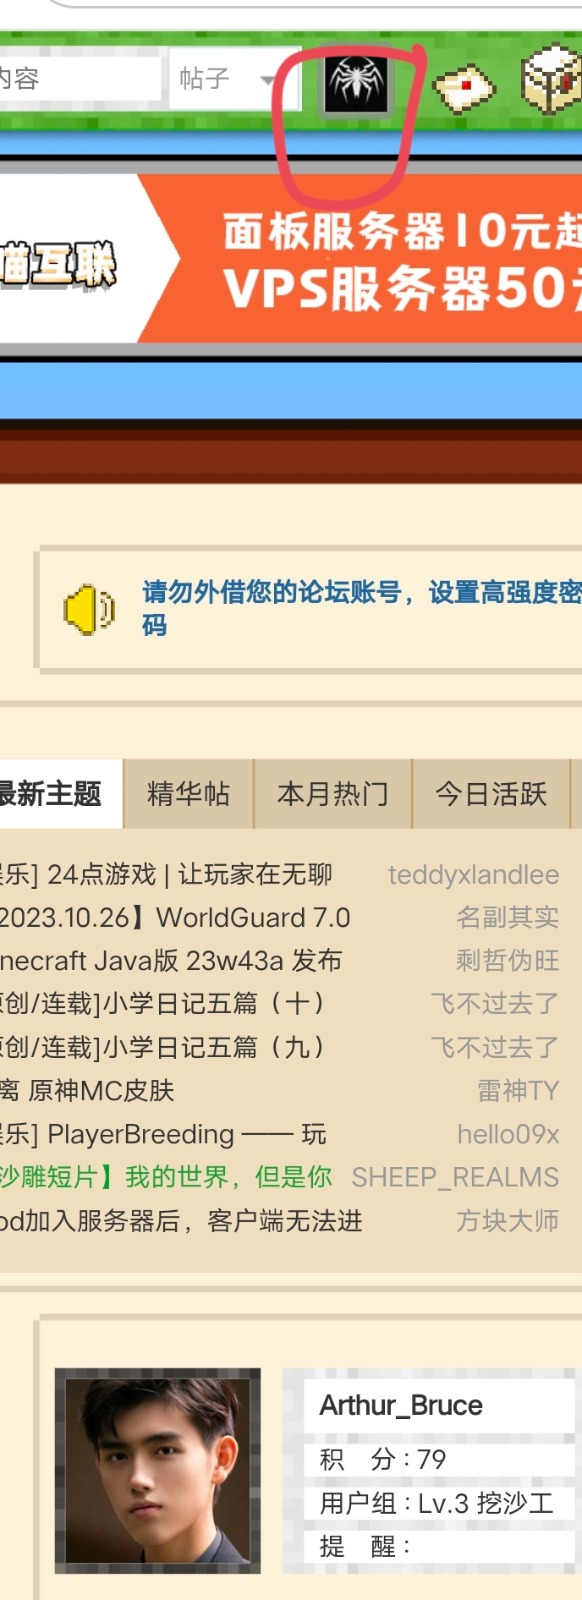 内容
帖子
喵互联
面板服务器10元起
VPS服务器50元
请勿外借您的论坛账号，设置高强度密
码
最新主题
精华帖
本月热门
今日活跃
娱乐] 24点游戏 | 让玩家在无聊
teddyxlandlee
2023.10.26】WorldGuard 7.0
名副其实
necraft Java版 23w43a 发布
剩哲伪旺
原创/连载]小学日记五篇（十）
飞不过去了
原创/连载]小学日记五篇（九）
飞不过去了
离 原神MC皮肤
雷神TY
娱乐] PlayerBreeding —— 玩
hello09x
沙雕短片】我的世界，但是你
SHEEP_REALMS
od加入服务器后，客户端无法进
方块大师
Arthur_Bruce
积 分 : 79
用户组 : Lv.3 挖沙工
提 醒 :